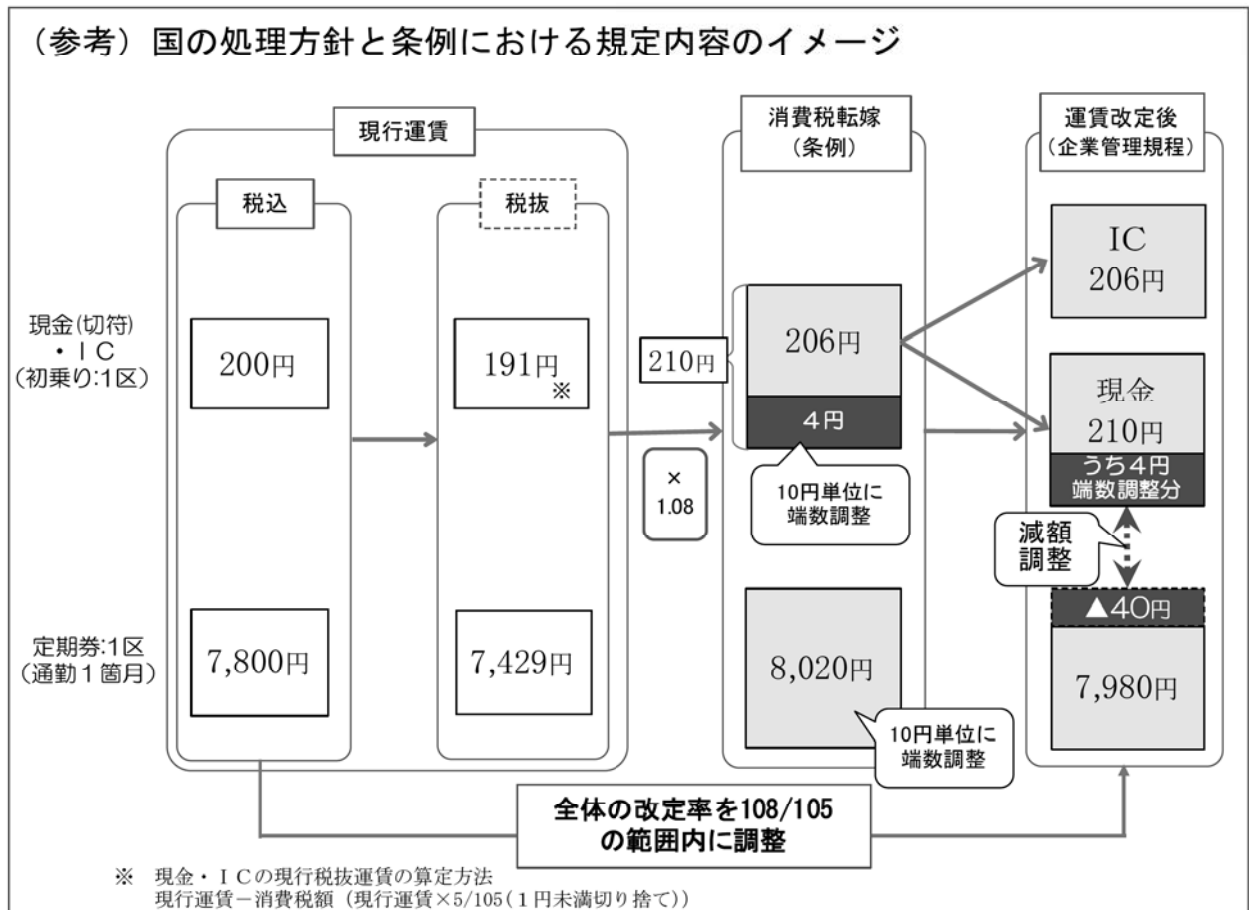 （参考）国の処理方針と条例における規定内容のイメージ
現行運賃
消費税転嫁
（条例）
運賃改定後
（企業管理規程）
税込
税抜
現金(切符)
・ＩＣ
（初乗り:1区）
200円
191円
※
210円
206円
4円
10円単位に
端数調整
×
1.08
IC
206円
現金
210円
うち４円
端数調整分
減額
調整
定期券:1区
（通勤１箇月）
7,800円
7,429円
8,020円
10円単位に
端数調整
▲40円
7,980円
全体の改定率を108/105
の範囲内に調整
※　現金・ＩＣの現行税抜運賃の算定方法
現行運賃－消費税額（現行運賃×5/105(１円未満切り捨て)）